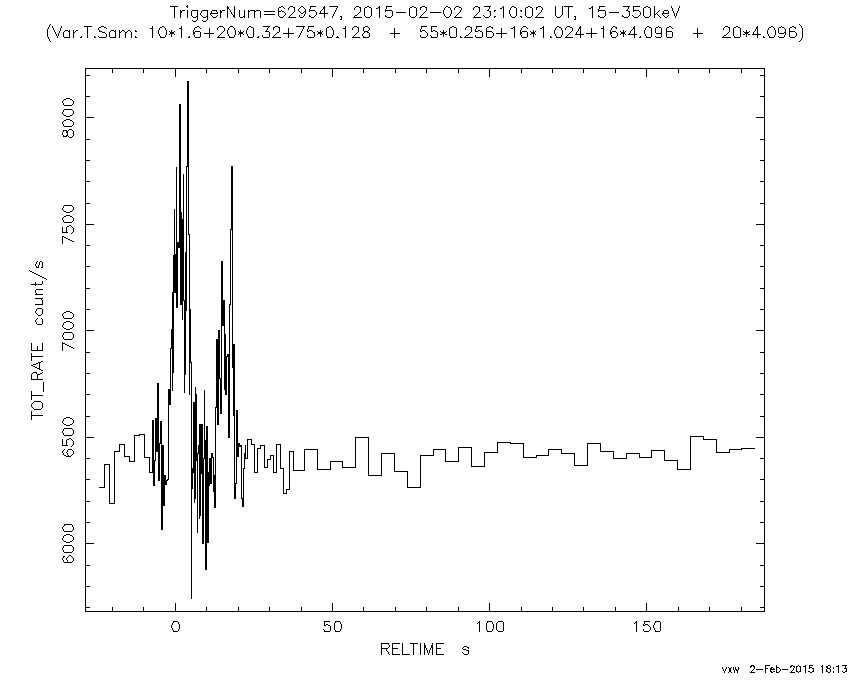 TriggerNum=629547, 2015-02-02 23:10:02 UT, 15-350keV
(Var.T.Sam: 10*1.6+20*0.32+75*0.128 + 55*0.256+16*1.024+16*4.096 + 20*4.096)
8000
7500
7000
6500
6000
TOT_RATE count/s
0 50 100 150
RELTIME s
vxw 2-Feb-2015 18:13